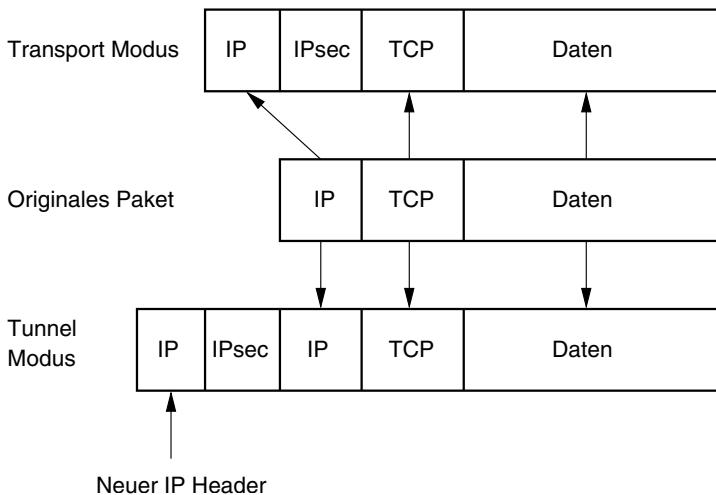 Transport Modus IP IPsec TCP Daten
Originales Paket IP TCP Daten
Tunnel
Modus
IP IPsec IP TCP Daten
Neuer IP Header